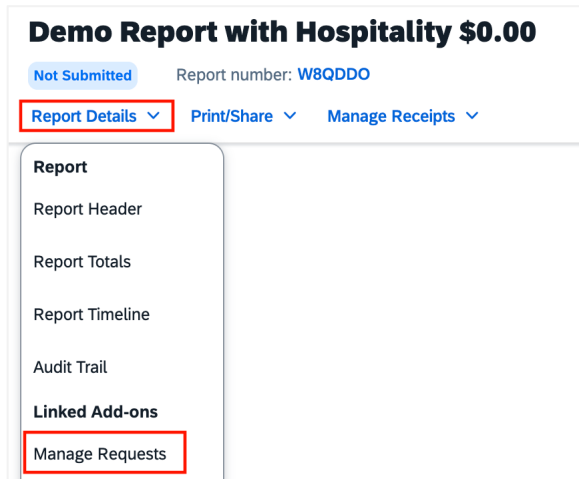 Demo Report with Hospitality $0.00
Not Submitted Report number: W8QDDO
Report Details Print/Share Manage Receipts
Report
Report Header
Report Totals
Report Timeline
Audit Trail
Linked Add-ons
Manage Requests